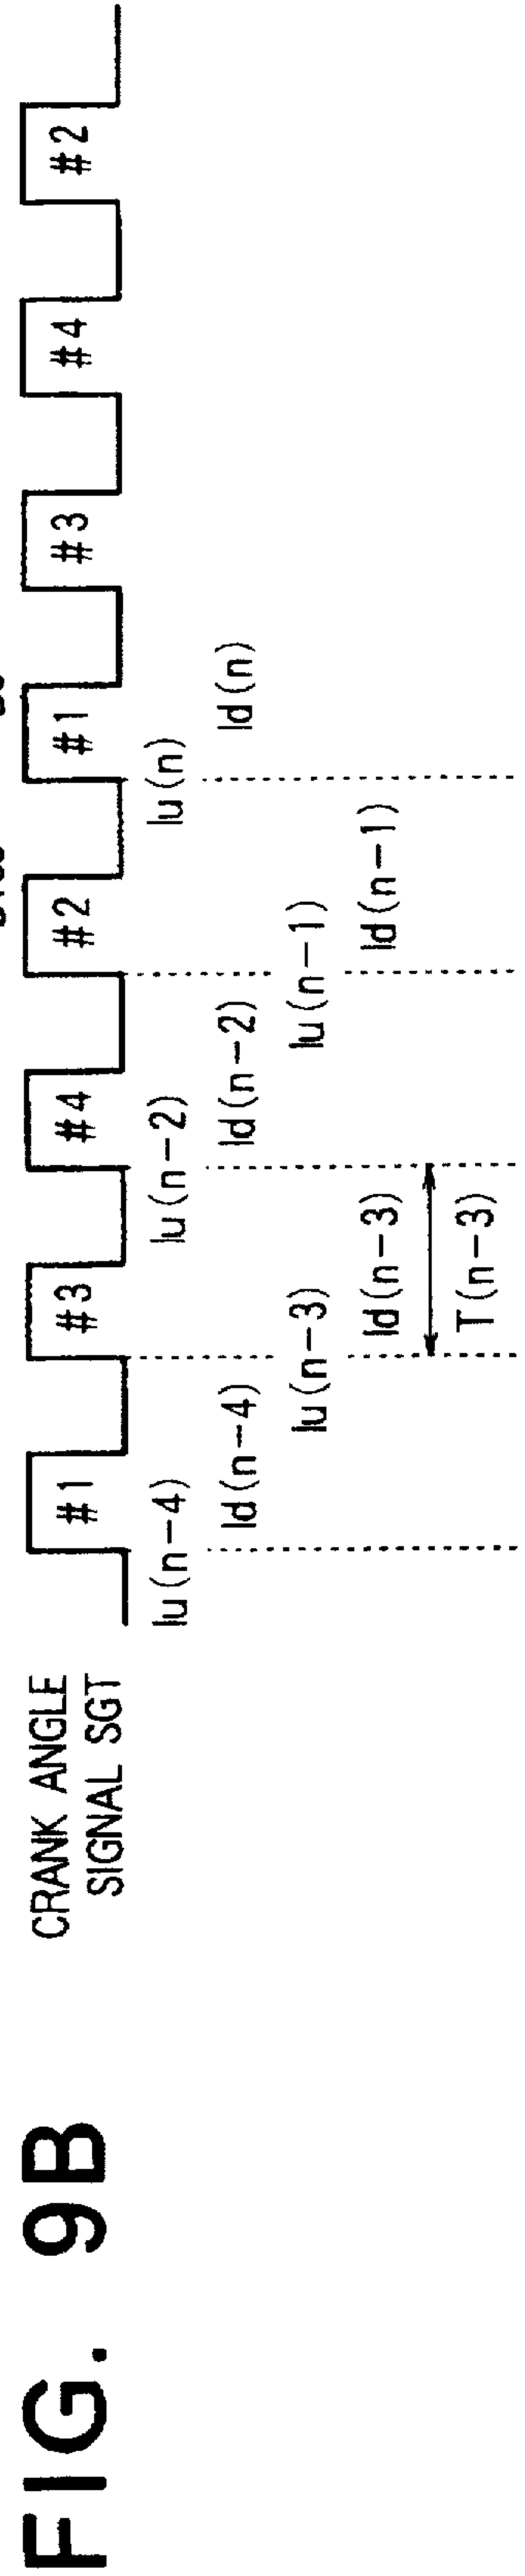 FIG. 9B
CRANK ANGLE
SIGNAL SGT
#1 #3 #4 #2 #1 #3 #4 #2
Iu(n-4) Iu(n-2) Iu(n)
Id(n-4) Id(n-2) Id(n)
Iu(n-3) Iu(n-1)
Id(n-3) Id(n-1)
T(n-3)